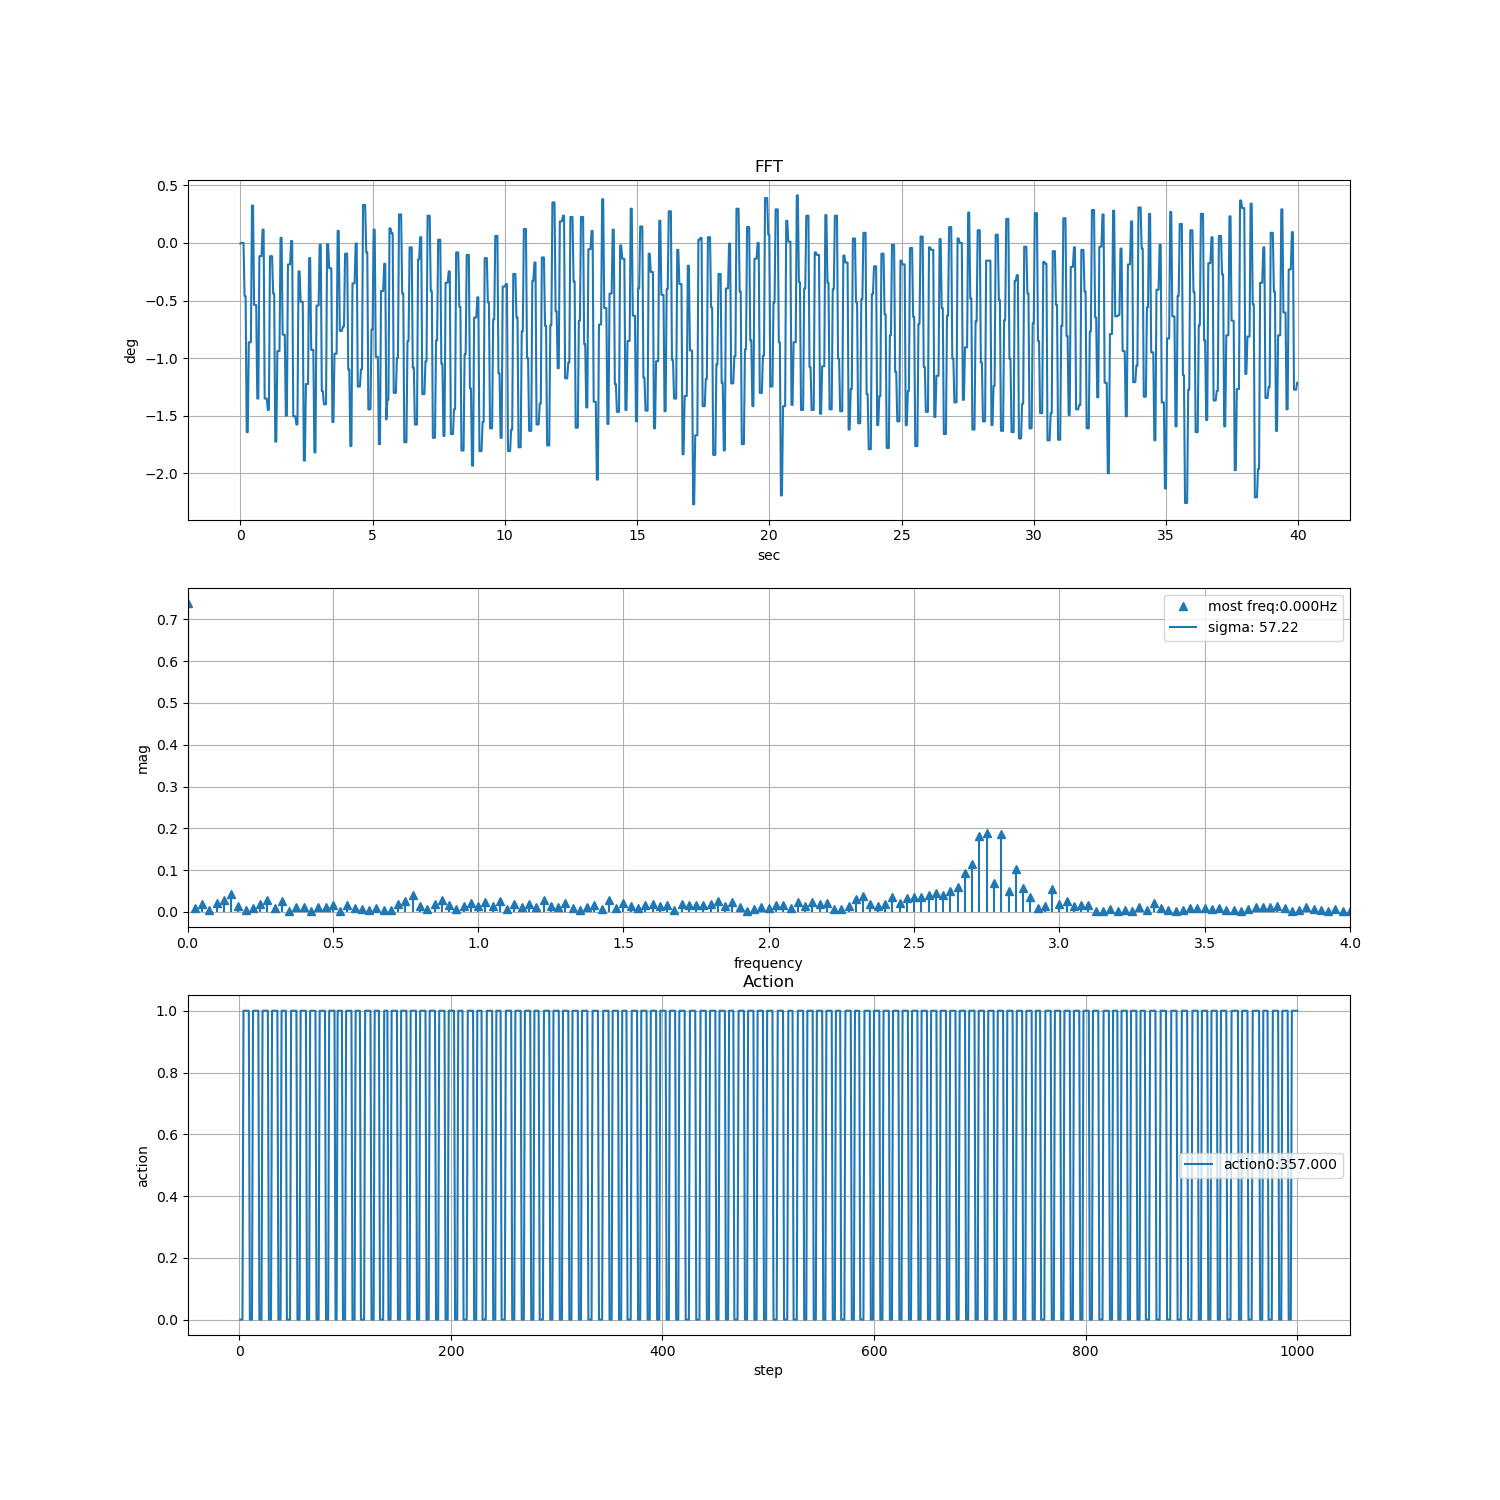 FFT
0.5
0.0
−0.5
−1.0
−1.5
−2.0
deg
0 5 10 15 20 25 30 35 40
sec
most freq:0.000Hz
sigma: 57.22
0.7
0.6
0.5
0.4
0.3
0.2
0.1
0.0
mag
0.0 0.5 1.0 1.5 2.0 2.5 3.0 3.5 4.0
frequency
Action
1.0
0.8
0.6
0.4
0.2
0.0
action
action0:357.000
0 200 400 600 800 1000
step